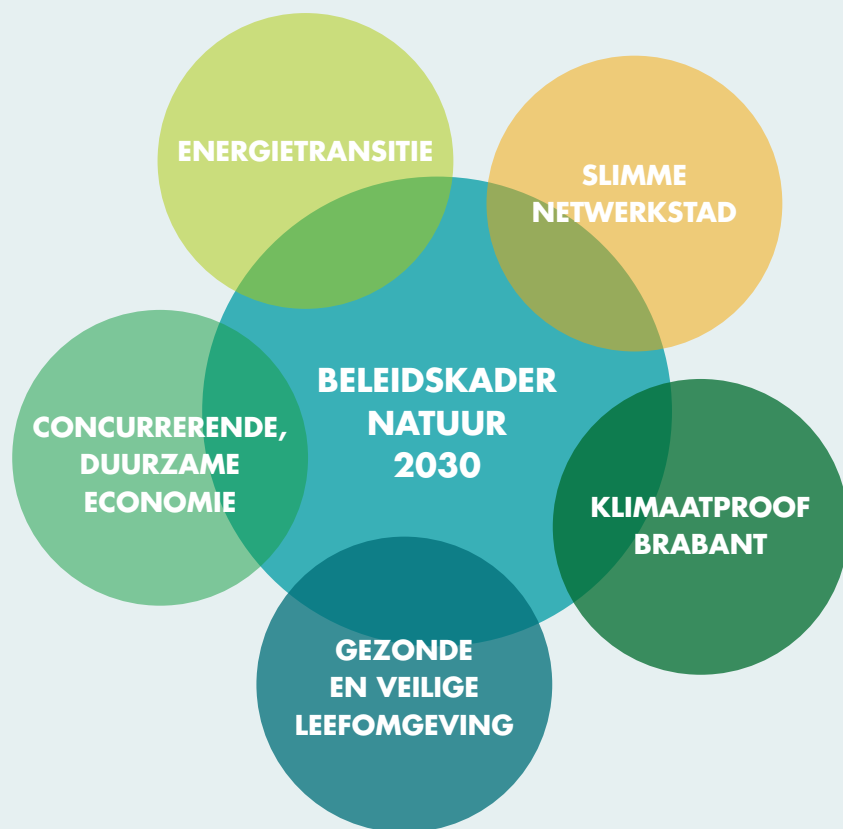 ENERGIETRANSITIE
SLIMME
NETWERKSTAD
BELEIDSKADER
NATUUR
2030
CONCURRERENDE,
DUURZAME
ECONOMIE
KLIMAATPROOF
BRABANT
GEZONDE
EN VEILIGE
LEEFOMGEVING